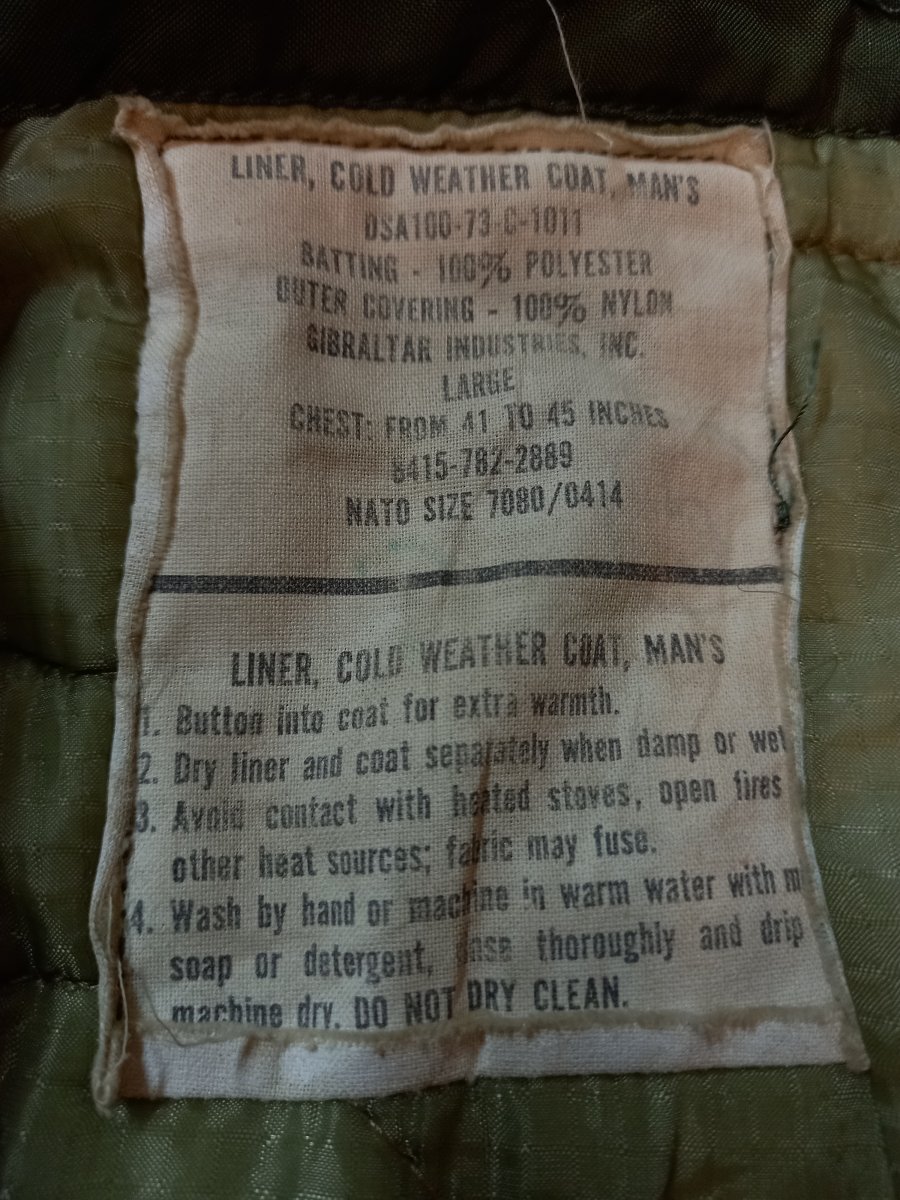 LINER, COLD WEATHER COAT, MAN'S
DSA100-73-C-1011
BATTING - 100% POLYESTER
OUTER COVERING - 100% NYLON
GIBRALTAR INDUSTRIES, INC.
LARGE
CHEST: FROM 41 TO 45 INCHES
8415-782-2889
NATO SIZE 7080/0414
LINER, COLD WEATHER COAT, MAN'S
1. Button into coat for extra warmth.
2. Dry liner and coat separately when damp or wet
3. Avoid contact with heated stoves, open fires
other heat sources; fabric may fuse.
4. Wash by hand or machine in warm water with
soap or detergent, thoroughly and drip
machine dry. DO NOT DRY CLEAN.